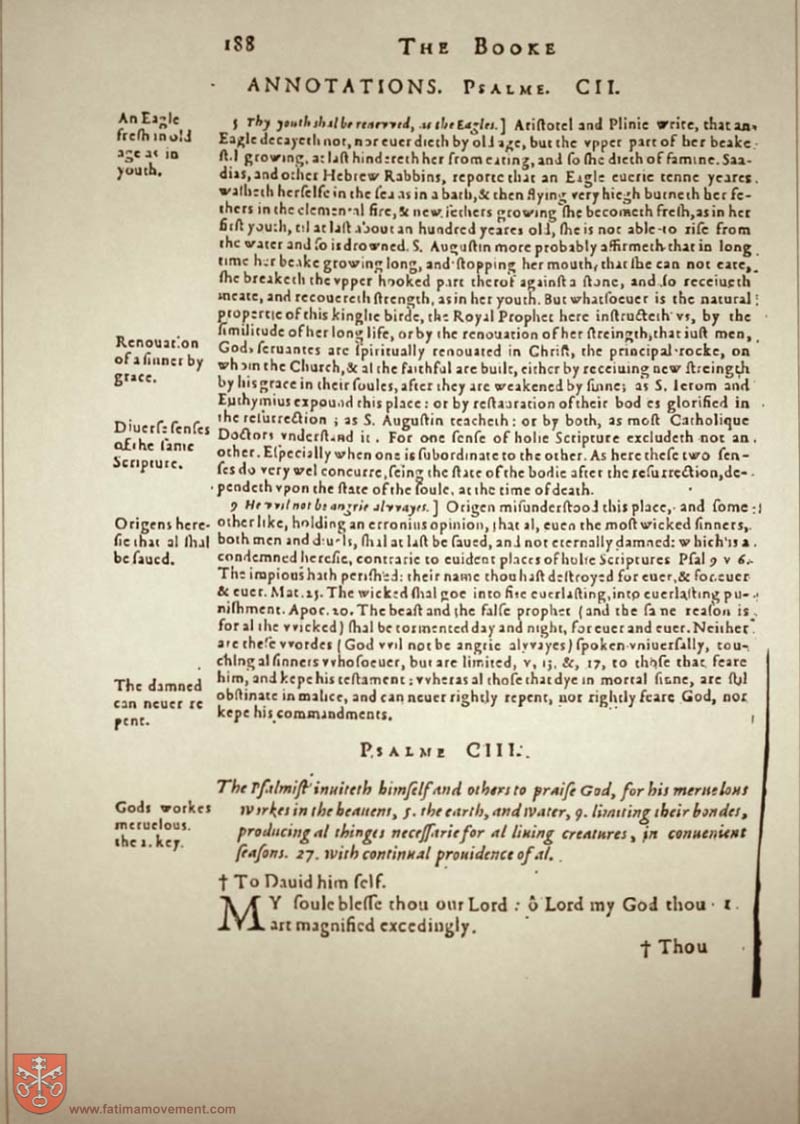 188 THE BOOKE
ANNOTATIONS. PSALME. CII.
An Eagle
fresh in old
age as in
youth.
5 Thy youth shal be renewed, as the Eagles.] Aristotel and Plinie write, that an
Eagle decayeth not, nor euer dieth by old age, but the vpper part of her beake
stil growing, at last hindereth her from eating, and so she dieth of famine. Saa-
dias, and other Hebrew Rabbins, reporte that an Eagle euerie tenne yeares
washeth herselfe in the sea as in a bath, & then flying very hiegh burneth her fe-
thers in the elemental fire, & new fethers growing she becometh fresh, as in her
first youth, til at last about an hundred yeares old, she is not able to rise from
the water and so is drowned. S. Augustin more probably affirmeth that in long
time her beake growing long, and stopping her mouth, that she can not eate,
she breaketh the vpper hooked part therof against a stone, and so receiueth
meate, and recouereth strength, as in her youth. But whatsoeuer is the natural
propertie of this kinglie birde, the Royal Prophet here instructeth vs, by the
similitude of her long life, or by the renouation of her streingth, that iust men,
Gods seruantes are spiritually renouated in Christ, the principal rocke, on
whom the Church, & al the faithful are built, either by receiuing new streingth
by his grace in their soules, after they are weakened by sinne; as S. Ierom and
Euthymius expound this place: or by restauration of their bodies glorified in
the resurrection; as S. Augustin teacheth: or by both, as most Catholique
Doctors vnderstand it. For one sense of holie Scripture excludeth not an
other. Especially when one is subordinate to the other. As here these two sen-
ses do very wel concurre, seing the state of the bodie after the resurrection, de-
pendeth vpon the state of the soule, at the time of death.
Renouation
of a sinner by
grace.
Diuerse senses
of the same
Scripture.
9 He wil not be angrie alwayes.] Origen misunderstood this place, and some
other like, holding an erronius opinion, that al, euen the most wicked sinners,
both men and diuels, shal at last be saued, and not eternally damned: which is a
condemned heresie, contrarie to euident places of holie Scriptures Psal 9 v 6.
The impious hath perished: their name thou hast destroyed for euer, & for euer
& euer. Mat. 25. The wicked shal goe into fire euerlasting, into euerlasting pu-
nishment. Apoc. 20. The beast and the false prophet (and the same reason is
for al the vvicked) shal be tormented day and night, for euer and euer. Neither
are these vvordes (God vvil not be angrie alvvayes) spoken vniuersally, tou-
ching al sinners vvhosoeuer, but are limited, v, 13, &, 17, to those that feare
him, and kepe his testament: vvheras al those that dye in mortal sinne, are stil
obstinate in malice, and can neuer rightly repent, nor rightly feare God, nor
kepe his commandments.
Origens here-
sie that al shal
be saued.
The damned
can neuer re
pent.
PSALME CIII.
The Psalmist inuiteth himself and others to praise God, for his meruelous
workes in the heauens, 5. the earth, and water, 9. limiting their bondes,
producing al thinges necessarie for al liuing creatures, in conuenient
seasons. 27. with continual prouidence of al.
Gods workes
meruelous.
the 2. key.
† To Dauid him self.
MY soule blesse thou our Lord: ô Lord my God thou 1
art magnified excedingly.
† Thou
www.fatimamovement.com